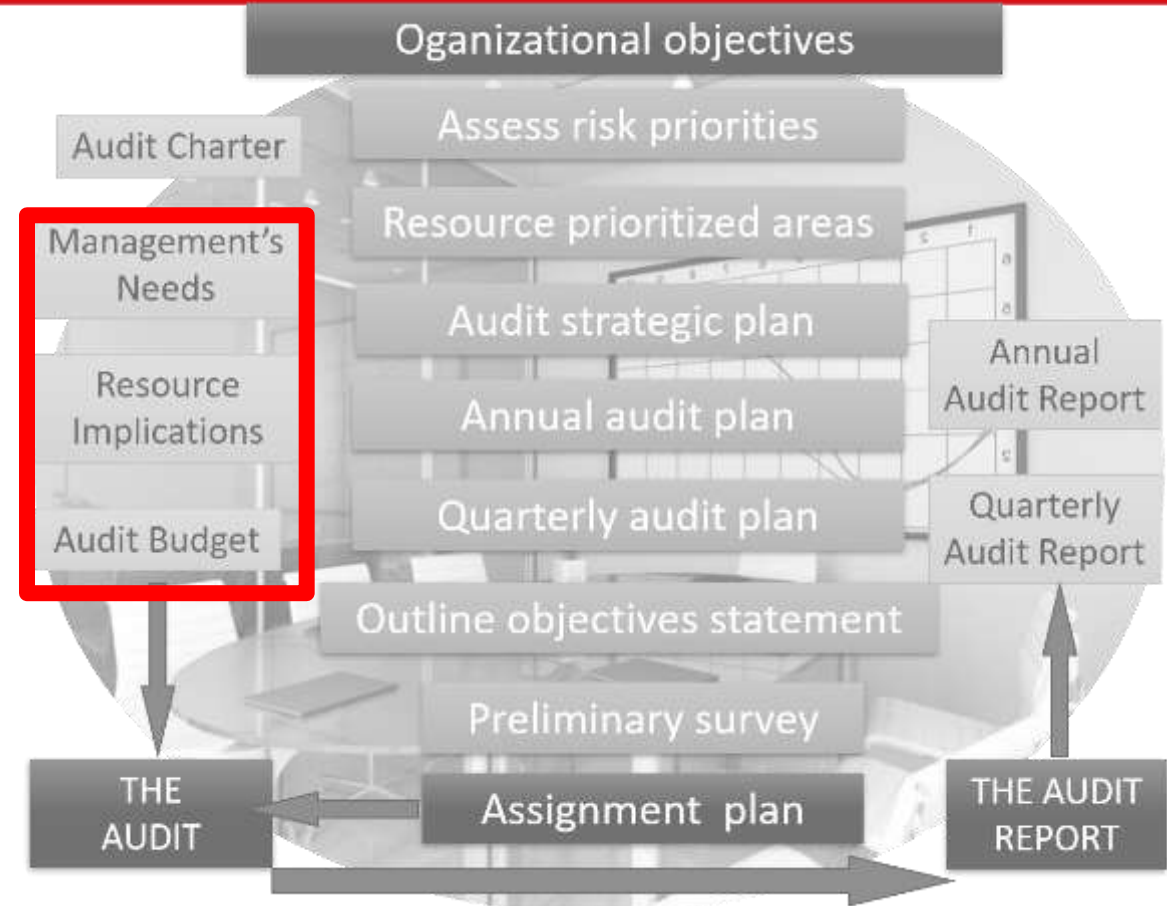 Oganizational objectives
Assess risk priorities
Audit Charter
Resource prioritized areas
Management's
Needs
Audit strategic plan
Annual
Audit Report
Resource
Implications
Annual audit plan
Quarterly audit plan
Quarterly
Audit Report
Audit Budget
Outline objectives statement
Preliminary survey
THE
AUDIT
Assignment plan
THE AUDIT
REPORT